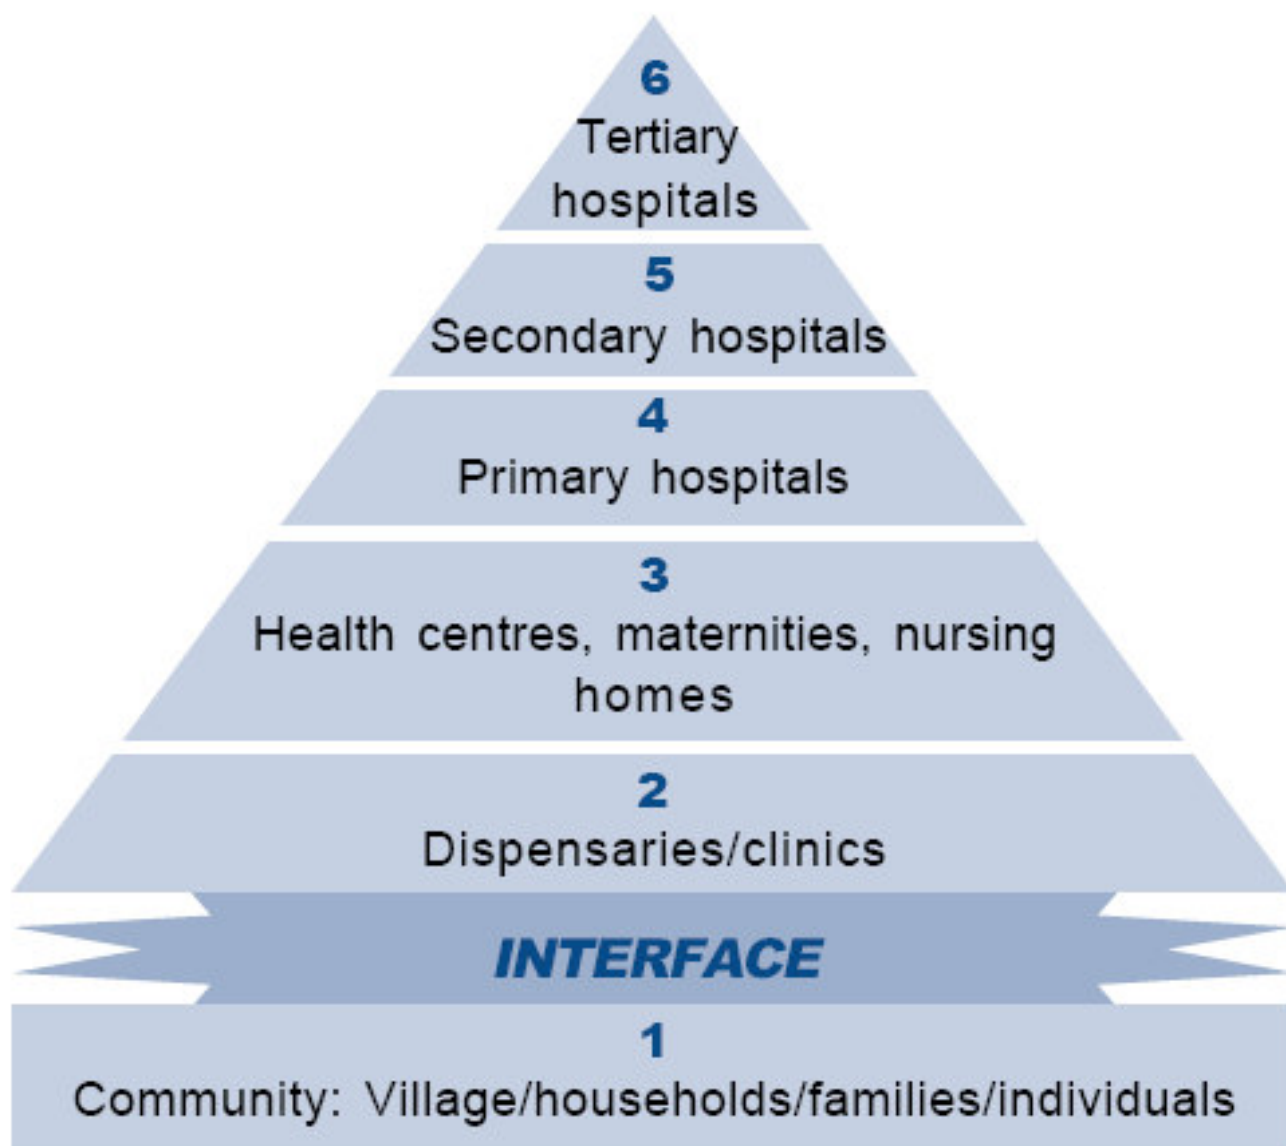 6
Tertiary
hospitals
5
Secondary hospitals
4
Primary hospitals
3
Health centres, maternities, nursing
homes
2
Dispensaries/clinics
INTERFACE
1
Community: Village/households/families/individuals